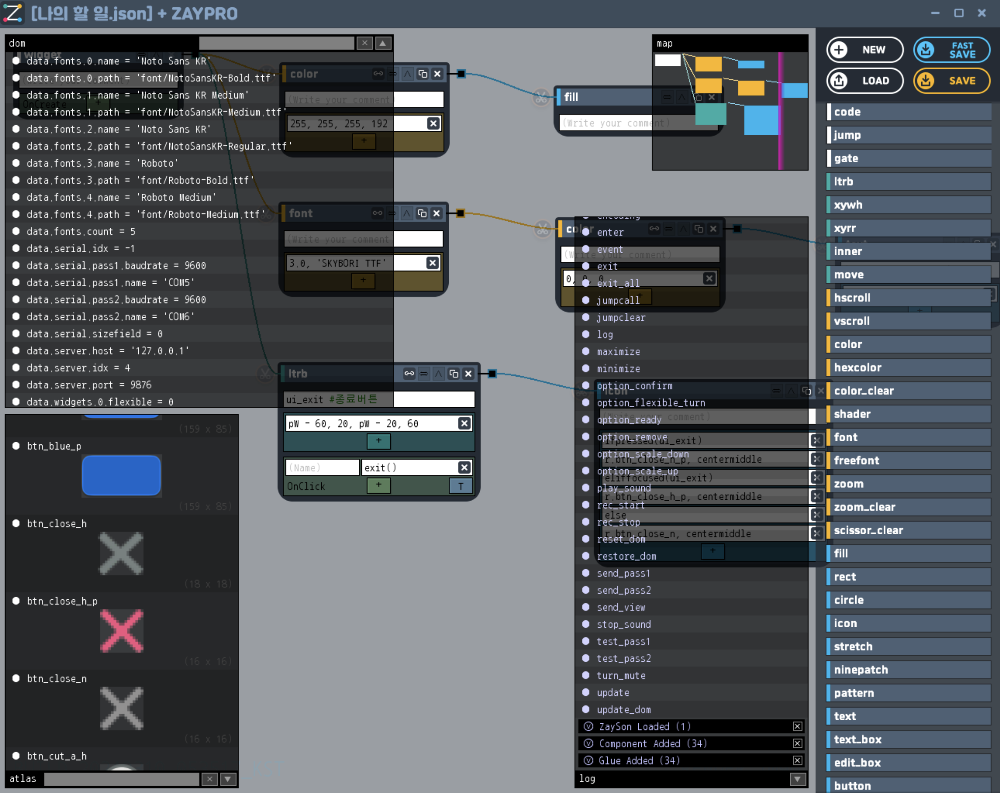 [나의 할 일.json] + ZAYPRO
dom
widget
data.fonts.0.name = 'Noto Sans KR'
data.fonts.0.path = 'font/NotoSansKR-Bold.ttf'
data.fonts.1.name = 'Noto Sans KR Medium'
OnCreate
data.fonts.1.path = 'font/NotoSansKR-Medium.ttf'
data.fonts.2.name = 'Noto Sans KR'
data.fonts.2.path = 'font/NotoSansKR-Regular.ttf'
data.fonts.3.name = 'Roboto'
data.fonts.3.path = 'font/Roboto-Bold.ttf'
data.fonts.4.name = 'Roboto Medium'
data.fonts.4.path = 'font/Roboto-Medium.ttf'
data.fonts.count = 5
data.serial.idx = -1
data.serial.pass1.baudrate = 9600
data.serial.pass1.name = 'COM5'
data.serial.pass2.baudrate = 9600
data.serial.pass2.name = 'COM6'
data.serial.sizefield = 0
data.server.host = '127.0.0.1'
data.server.idx = 4
data.server.port = 9876
data.widgets.0.flexible = 0
color
(Write your comment)
255, 255, 255, 192
+
fill
(Write your comment)
font
(Write your comment
3.0, 'SKYBORI TTF'
+
color
(Write your comment)
0, 0, 0
+
ltrb
ui_exit #종료버튼
pW - 60, 20, pW - 20, 60
+
(Name)
exit()
OnClick
+
T
icon
(Write your comment)
ifpressed(ui_exit)
r.btn_close_h_p, centermiddle
eliffocused(ui_exit)
r.btn_close_h_p, centermiddle
else
r.btn_close_n, centermiddle
+
map
encoding
enter
event
exit
exit_all
jumpcall
jumpclear
log
maximize
minimize
option_confirm
option_flexible_turn
option_ready
option_remove
option_scale_down
option_scale_up
play_sound
rec_start
rec_stop
reset_dom
restore_dom
send_pass1
send_pass2
send_view
stop_sound
test_pass1
test_pass2
turn_mute
update
update_dom
ZaySon Loaded (1)
Component Added (34)
Glue Added (34)
log
(159 x 85)
btn_blue_p
(159 x 85)
btn_close_h
(18 x 18)
btn_close_h_p
(16 x 16)
btn_close_n
(16 x 16)
btn_cut_a_h
atlas
NEW
FAST SAVE
LOAD
SAVE
code
jump
gate
ltrb
xywh
xyrr
inner
move
hscroll
vscroll
color
hexcolor
color_clear
shader
font
freefont
zoom
zoom_clear
scissor_clear
fill
rect
circle
icon
stretch
ninepatch
pattern
text
text_box
edit_box
button